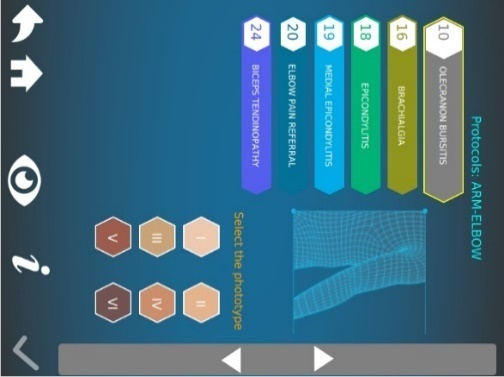 Protocols: ARM-ELBOW
10 OLECRANON BURSITIS
16 BRACHIALGIA
18 EPICONDYLITIS
19 MEDIAL EPICONDYLITIS
20 ELBOW PAIN REFERRAL
24 BICEPS TENDINOPATHY
Select the phototype
I II
III IV
V VI
i